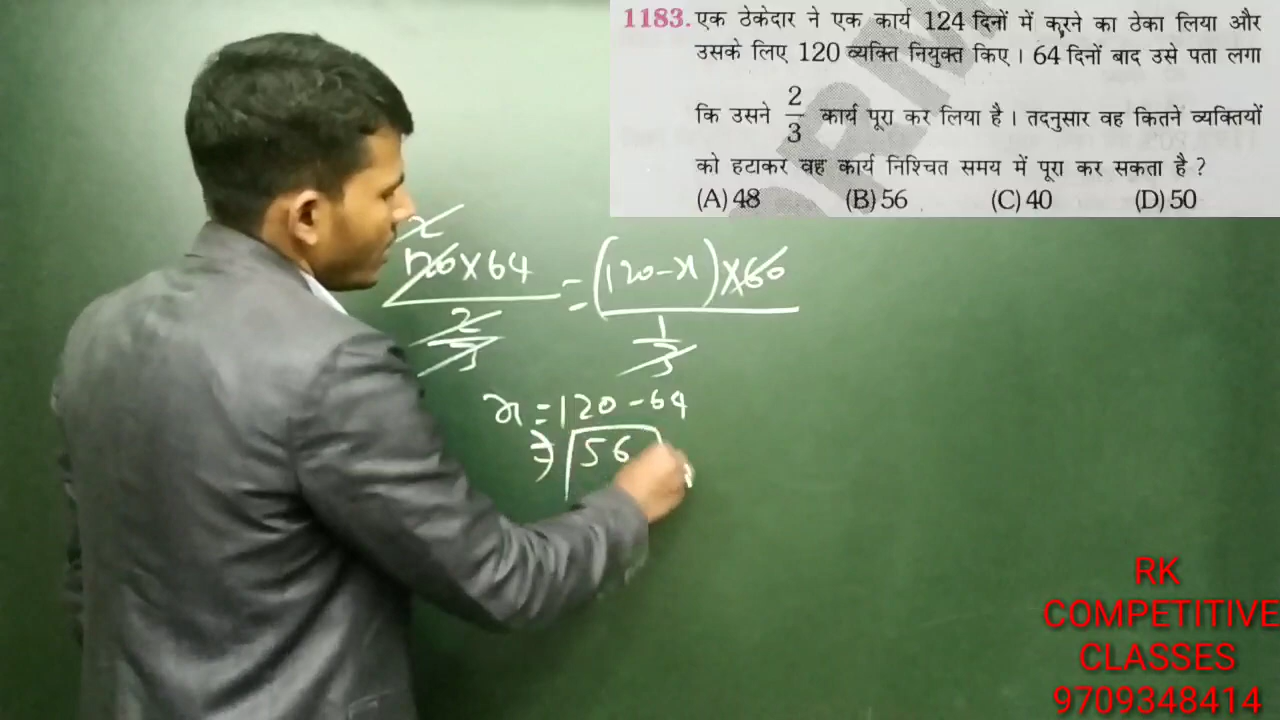 1183. एक ठेकेदार ने एक कार्य 124 दिनों में करने का ठेका लिया और
उसके लिए 120 व्यक्ति नियुक्त किए । 64 दिनों बाद उसे पता लगा
कि उसने 2/3 कार्य पूरा कर लिया है । तद्नुसार वह कितने व्यक्तियों
को हटाकर वह कार्य निश्चित समय में पूरा कर सकता है ?
(A) 48 (B) 56 (C) 40 (D) 50
2
120×64 = (120-x)×60
2 1
3 3
x = 120-64
⇒ 56
RK
COMPETITIVE
CLASSES
9709348414